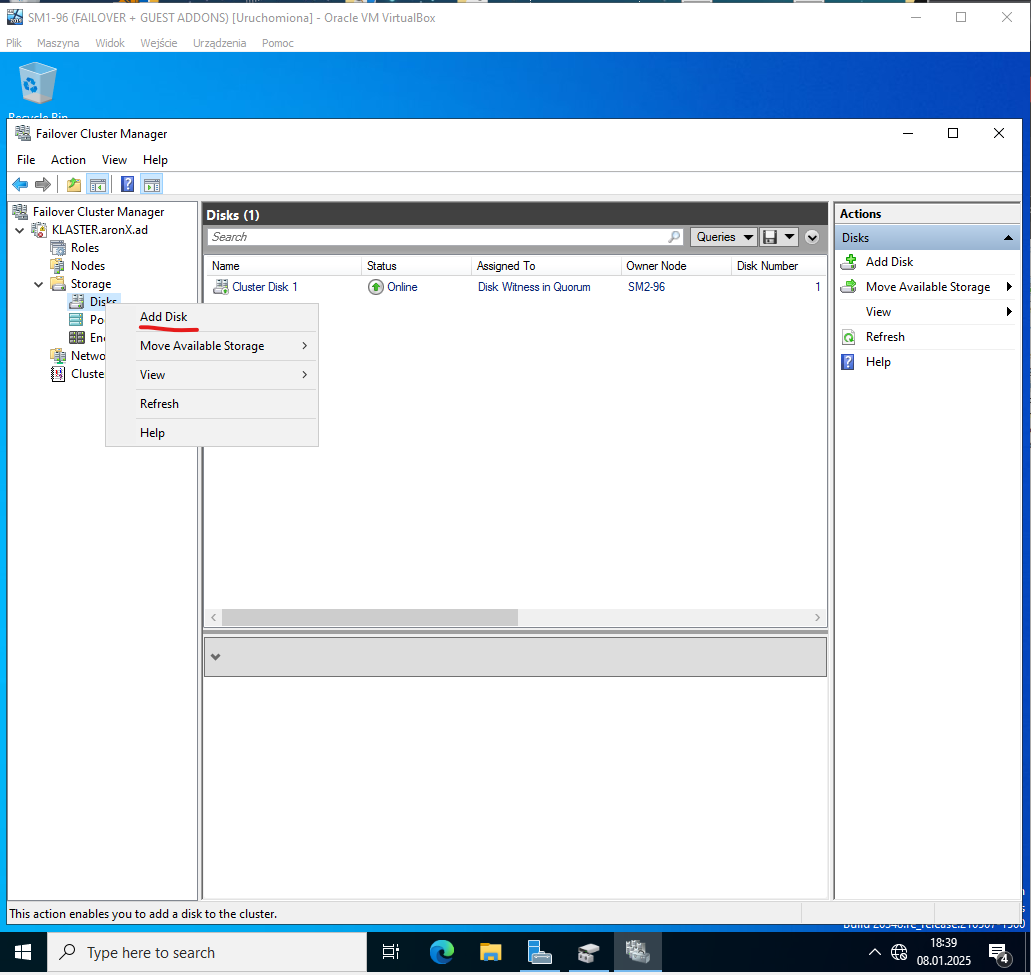 SM1-96 (FAILOVER + GUEST ADDONS) [Uruchomiona] - Oracle VM VirtualBox
Plik Maszyna Widok Wejście Urządzenia Pomoc
Recycle Bin
Failover Cluster Manager
File Action View Help
Failover Cluster Manager
KLASTER.aronX.ad
Roles
Nodes
Storage
Disks
Po
En
Netwo
Cluste
Add Disk
Move Available Storage
View
Refresh
Help
Disks (1)
Search
Queries
Name Status Assigned To Owner Node Disk Number
Cluster Disk 1 Online Disk Witness in Quorum SM2-96 1
Actions
Disks
Add Disk
Move Available Storage
View
Refresh
Help
This action enables you to add a disk to the cluster.
Type here to search
18:39
08.01.2025
4